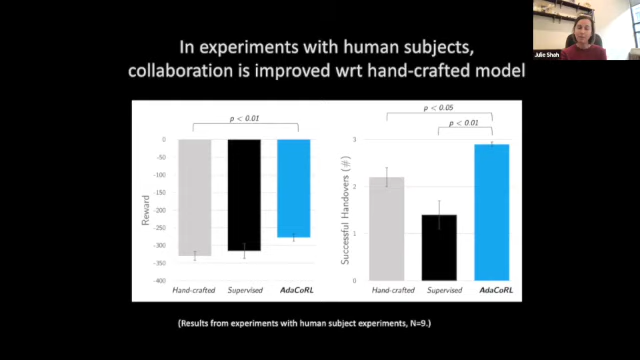 In experiments with human subjects,
collaboration is improved wrt hand-crafted model
Julie Shah
p < 0.01
0
-50
-100
-150
-200
-250
-300
-350
-400
Reward
Hand-crafted
Supervised
AdaCoRL
p < 0.05
p < 0.01
3
2
1
0
Successful Handovers (#)
Hand-crafted
Supervised
AdaCoRL
(Results from experiments with human subject experiments, N=9.)